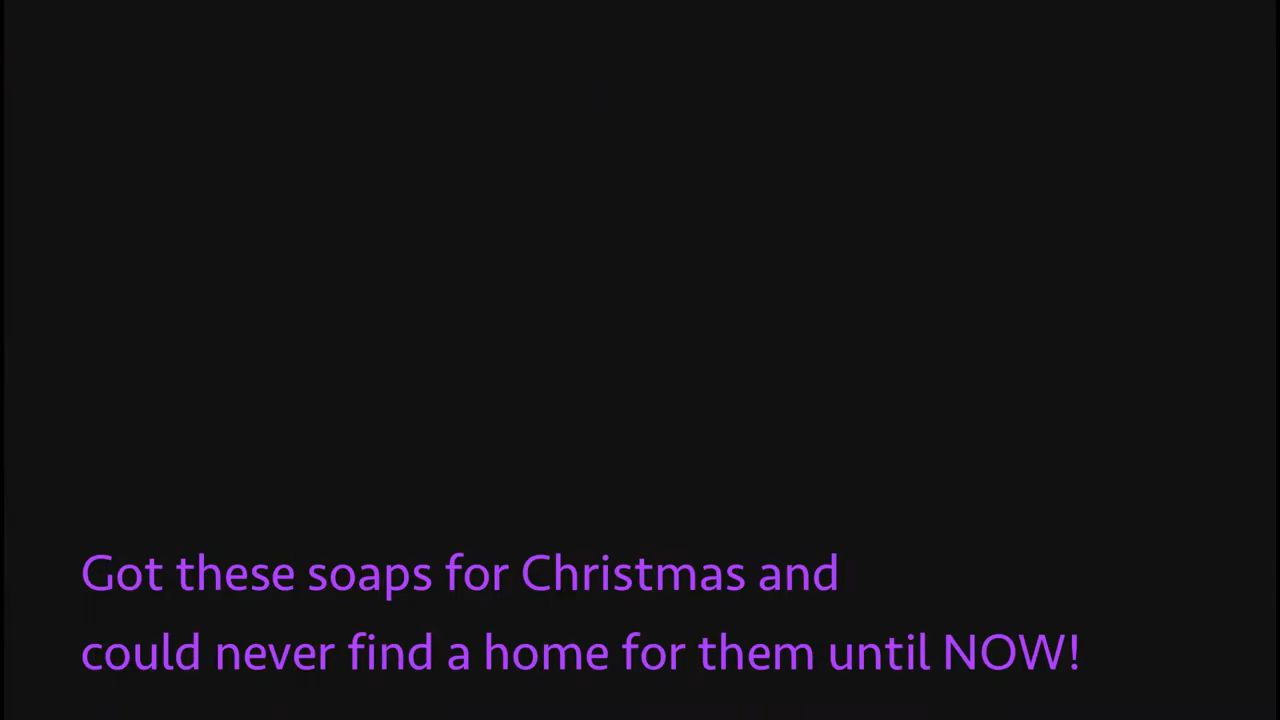 Got these soaps for Christmas and
could never find a home for them until NOW!